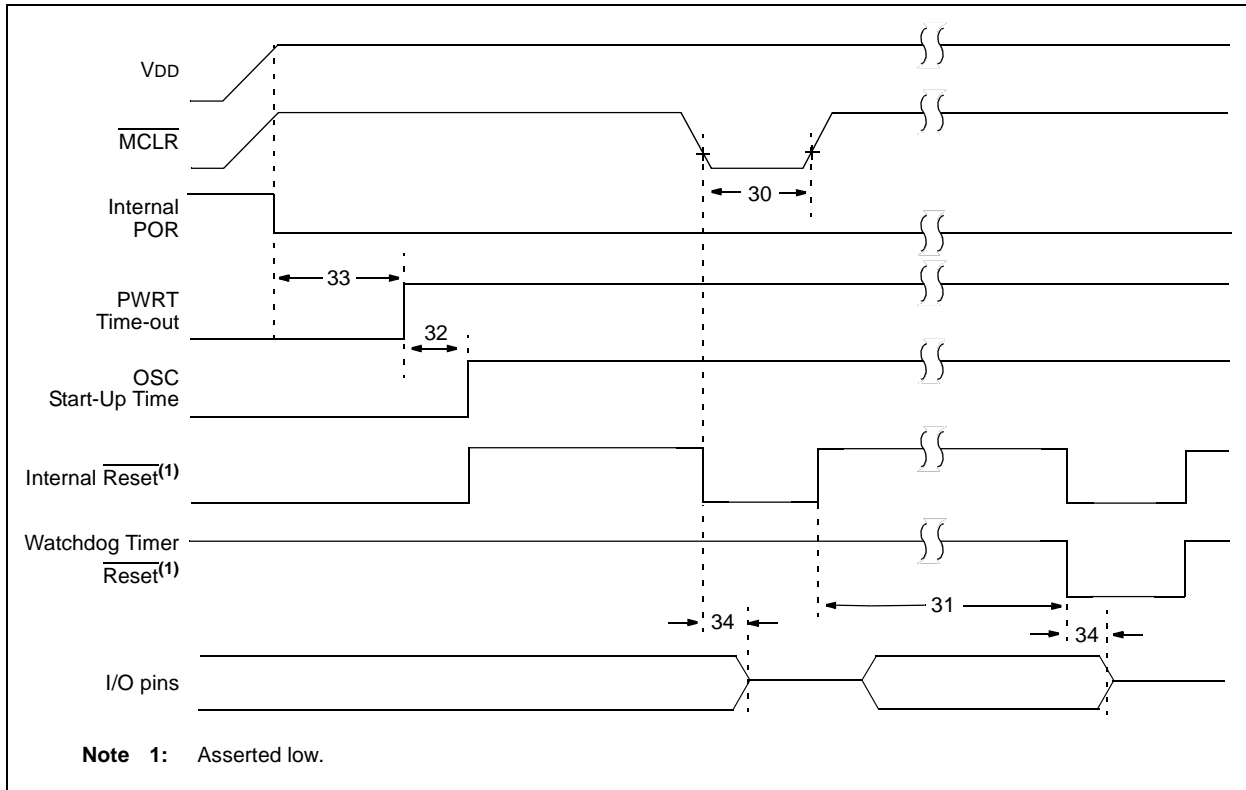 VDD
MCLR
30
Internal
POR
33
PWRT
Time-out
32
OSC
Start-Up Time
Internal Reset(1)
Watchdog Timer
Reset(1)
31
34
34
I/O pins
Note 1: Asserted low.